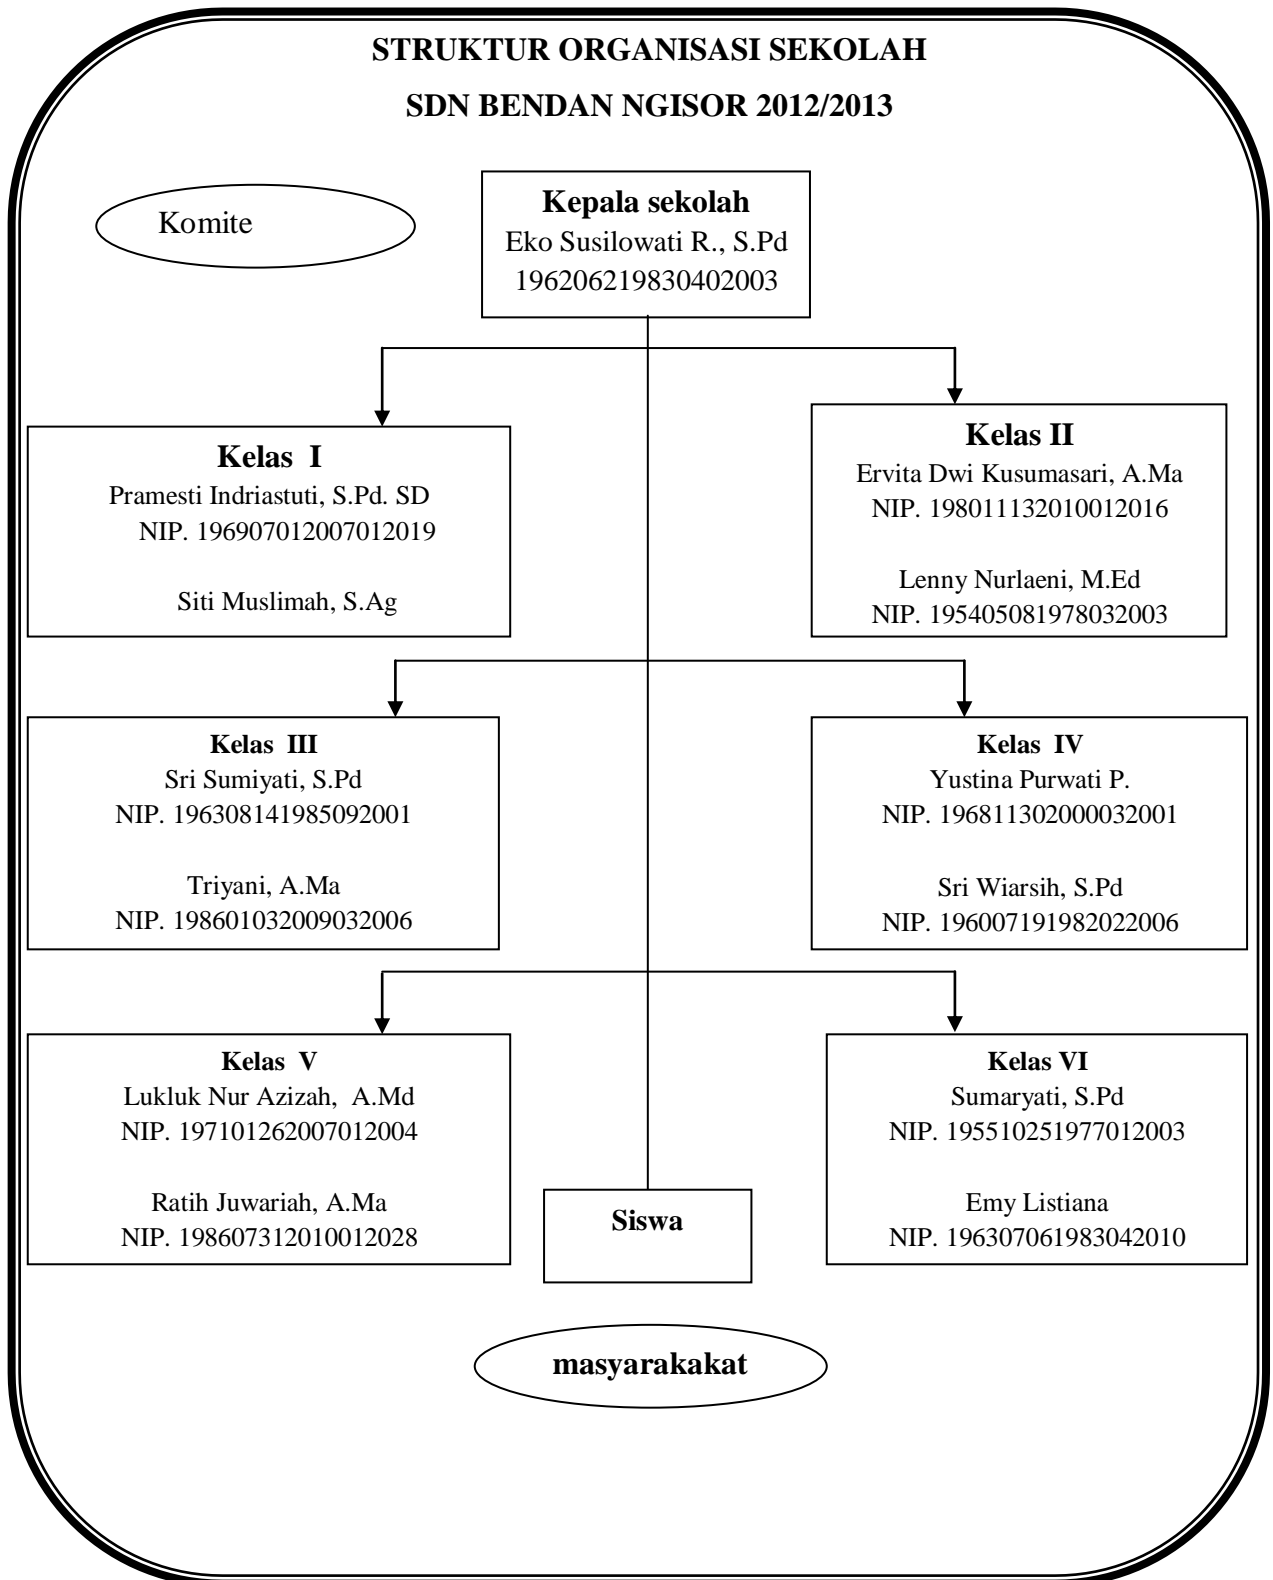 STRUKTUR ORGANISASI SEKOLAH
SDN BENDAN NGISOR 2012/2013
Komite
Kepala sekolah
Eko Susilowati R., S.Pd
196206219830402003
Kelas I
Pramesti Indriastuti, S.Pd. SD
NIP. 196907012007012019
Siti Muslimah, S.Ag
Kelas II
Ervita Dwi Kusumasari, A.Ma
NIP. 198011132010012016
Lenny Nurlaeni, M.Ed
NIP. 195405081978032003
Kelas III
Sri Sumiyati, S.Pd
NIP. 196308141985092001
Triyani, A.Ma
NIP. 198601032009032006
Kelas IV
Yustina Purwati P.
NIP. 196811302000032001
Sri Wiarsih, S.Pd
NIP. 196007191982022006
Kelas V
Lukluk Nur Azizah, A.Md
NIP. 197101262007012004
Ratih Juwariah, A.Ma
NIP. 198607312010012028
Kelas VI
Sumaryati, S.Pd
NIP. 195510251977012003
Emy Listiana
NIP. 196307061983042010
Siswa
masyarakakat